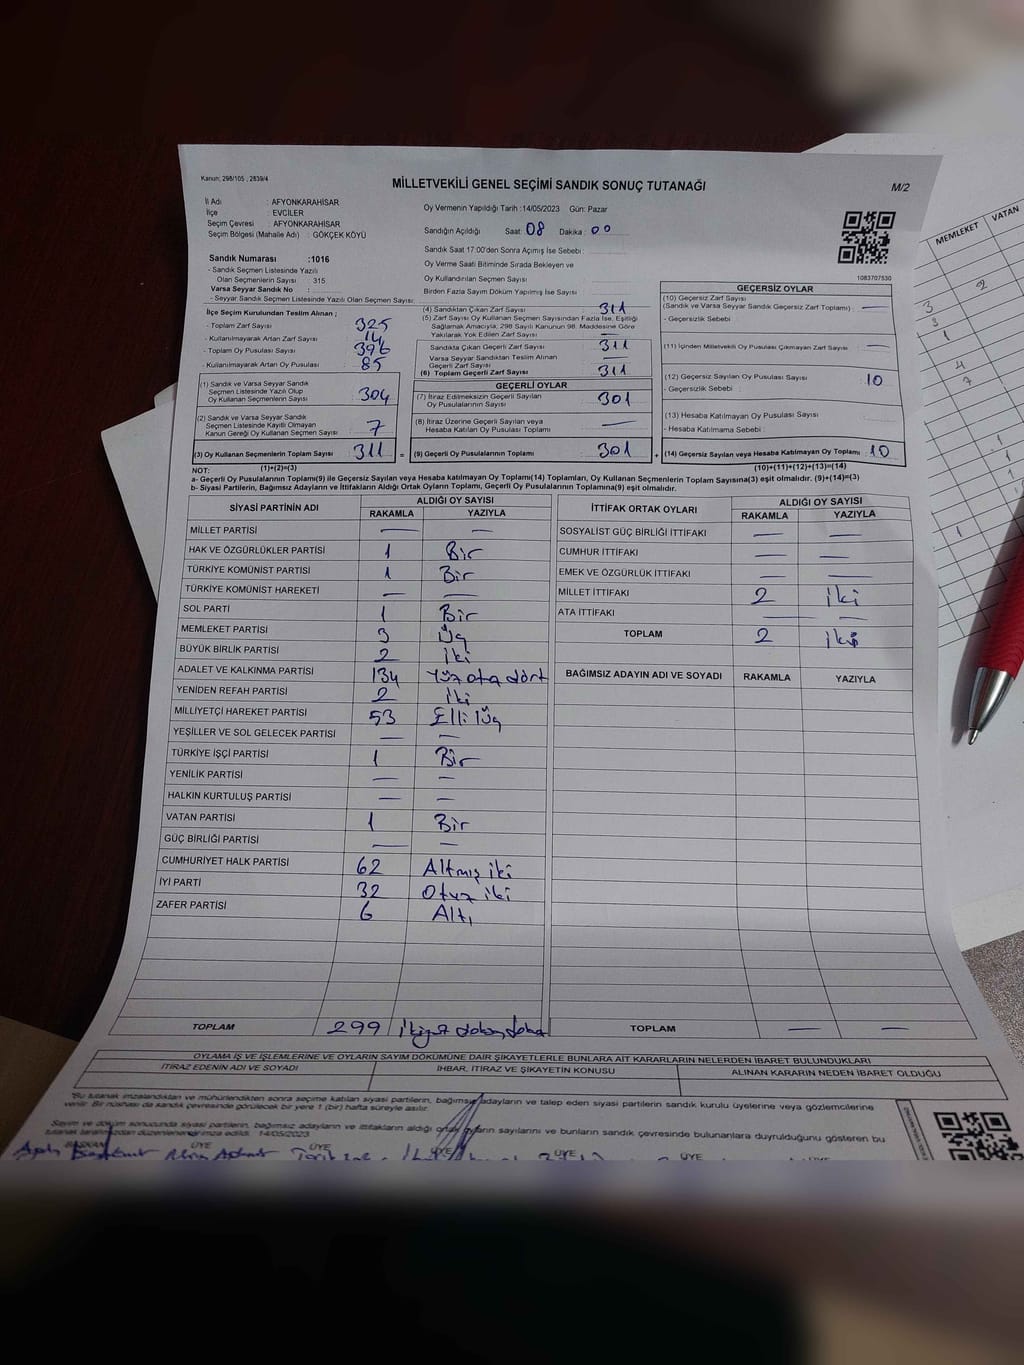 Kanun: 298/105 ; 2839/4
MİLLETVEKİLİ GENEL SEÇİMİ SANDIK SONUÇ TUTANAĞI
M/2
İl Adı : AFYONKARAHİSAR
İlçe : EVCİLER
Seçim Çevresi : AFYONKARAHİSAR
Seçim Bölgesi (Mahalle Adı) : GÖKÇEK KÖYÜ
Oy Vermenin Yapıldığı Tarih :14/05/2023 Gün: Pazar
Sandığın Açıldığı Saat: 08 Dakika : 00
Sandık Saat 17:00'den Sonra Açımış İse Sebebi :
Oy Verme Saati Bitiminde Sırada Bekleyen ve
Oy Kullandırılan Seçmen Sayısı :
Birden Fazla Sayım Döküm Yapılmış İse Sayısı :
1083707530
Sandık Numarası :1016
- Sandık Seçmen Listesinde Yazılı
Olan Seçmenlerin Sayısı : 315
Varsa Seyyar Sandık No :
- Seyyar Sandık Seçmen Listesinde Yazılı Olan Seçmen Sayısı:
İlçe Seçim Kurulundan Teslim Alınan ;
- Toplam Zarf Sayısı : 325
- Kullanılmayarak Artan Zarf Sayısı : 14
- Toplam Oy Pusulası Sayısı : 396
- Kullanılmayarak Artan Oy Pusulası : 85
(1) Sandık ve Varsa Seyyar Sandık
Seçmen Listesinde Yazılı Olup
Oy Kullanan Seçmenlerin Sayısı : 304
(2) Sandık ve Varsa Seyyar Sandık
Seçmen Listesinde Kayıtlı Olmayan
Kanun Gereği Oy Kullanan Seçmen Sayısı : 7
(3) Oy Kullanan Seçmenlerin Toplam Sayısı : 311 =
(1)+(2)=(3)
(4) Sandıktan Çıkan Zarf Sayısı : 311
(5) Zarf Sayısı Oy Kullanan Seçmen Sayısından Fazla İse, Eşitliği
Sağlamak Amacıyla; 298 Sayılı Kanunun 98. Maddesine Göre
Yakılarak Yok Edilen Zarf Sayısı : —
Sandıkta Çıkan Geçerli Zarf Sayısı : 311
Varsa Seyyar Sandıktan Teslim Alınan
Geçerli Zarf Sayısı : —
(6) Toplam Geçerli Zarf Sayısı : 311
GEÇERLİ OYLAR
(7) İtiraz Edilmeksizin Geçerli Sayılan
Oy Pusulalarının Sayısı : 301
(8) İtiraz Üzerine Geçerli Sayılan veya
Hesaba Katılan Oy Pusulası Toplamı : —
(9) Geçerli Oy Pusulalarının Toplamı : 301 +
GEÇERSİZ OYLAR
(10) Geçersiz Zarf Sayısı
(Sandık ve Varsa Seyyar Sandık Geçersiz Zarf Toplamı) : —
- Geçersizlik Sebebi :
(11) İçinden Milletvekili Oy Pusulası Çıkmayan Zarf Sayısı : —
(12) Geçersiz Sayılan Oy Pusulası Sayısı : 10
- Geçersizlik Sebebi :
(13) Hesaba Katılmayan Oy Pusulası Sayısı :
- Hesaba Katılmama Sebebi :
(14) Geçersiz Sayılan veya Hesaba Katılmayan Oy Toplamı : 10
(10)+(11)+(12)+(13)=(14)
NOT:
a- Geçerli Oy Pusulalarının Toplamı(9) ile Geçersiz Sayılan veya Hesaba Katılmayan Oy Toplamı(14) Toplamları, Oy Kullanan Seçmenlerin Toplam Sayısına(3) eşit olmalıdır. (9)+(14)=(3)
b- Siyasi Partilerin, Bağımsız Adayların ve İttifakların Aldığı Ortak Oyların Toplamı, Geçerli Oy Pusulalarının Toplamına(9) eşit olmalıdır.
SİYASİ PARTİNİN ADI ALDIĞI OY SAYISI
RAKAMLA YAZIYLA
MİLLET PARTİSİ — —
HAK VE ÖZGÜRLÜKLER PARTİSİ 1 Bir
TÜRKİYE KOMÜNİST PARTİSİ 1 Bir
TÜRKİYE KOMÜNİST HAREKETİ — —
SOL PARTİ 1 Bir
MEMLEKET PARTİSİ 3 Üç
BÜYÜK BİRLİK PARTİSİ 2 iki
ADALET VE KALKINMA PARTİSİ 134 Yüz otuz dört
YENİDEN REFAH PARTİSİ 2 iki
MİLLİYETÇİ HAREKET PARTİSİ 53 Elli Üç
YEŞİLLER VE SOL GELECEK PARTİSİ — —
TÜRKİYE İŞÇİ PARTİSİ 1 Bir
YENİLİK PARTİSİ — —
HALKIN KURTULUŞ PARTİSİ — —
VATAN PARTİSİ 1 Bir
GÜÇ BİRLİĞİ PARTİSİ — —
CUMHURİYET HALK PARTİSİ 62 Altmış iki
İYİ PARTİ 32 Otuz iki
ZAFER PARTİSİ 6 Altı
TOPLAM 299
İTTİFAK ORTAK OYLARI ALDIĞI OY SAYISI
RAKAMLA YAZIYLA
SOSYALİST GÜÇ BİRLİĞİ İTTİFAKI — —
CUMHUR İTTİFAKI — —
EMEK VE ÖZGÜRLÜK İTTİFAKI — —
MİLLET İTTİFAKI 2 iki
ATA İTTİFAKI — —
TOPLAM 2 iki
BAĞIMSIZ ADAYIN ADI VE SOYADI RAKAMLA YAZIYLA
TOPLAM — —
OYLAMA İŞ VE İŞLEMLERİNE VE OYLARIN SAYIM DÖKÜMÜNE DAİR ŞİKAYETLERLE BUNLARA AİT KARARLARIN NELERDEN İBARET BULUNDUKLARI
İTİRAZ EDENİN ADI VE SOYADI İHBAR, İTİRAZ VE ŞİKAYETİN KONUSU ALINAN KARARIN NEDEN İBARET OLDUĞU
"Bu tutanak imzalandıktan ve mühürlendikten sonra seçime katılan siyasi partilerin, bağımsız adayların ve talep eden siyasi partilerin sandık kurulu üyelerine veya gözlemcilerine
verilir. Bir nüshası da sandık çevresinde görülecek bir yere 1 (bir) hafta süreyle asılır.
Sayım ve döküm sonucunda siyasi partilerin, bağımsız adayların ve ittifakların aldığı ortak oyların sayılarını ve bunların sandık çevresinde bulunanlara duyrulduğunu gösteren bu
tutanak tarafımızdan düzenlenerek imza edildi. 14/05/2023
BAŞKAN ÜYE ÜYE ÜYE ÜYE ÜYE ÜYE
MEMLEKET VATAN
3
2
3
1
4
7
1
1
1
1
1